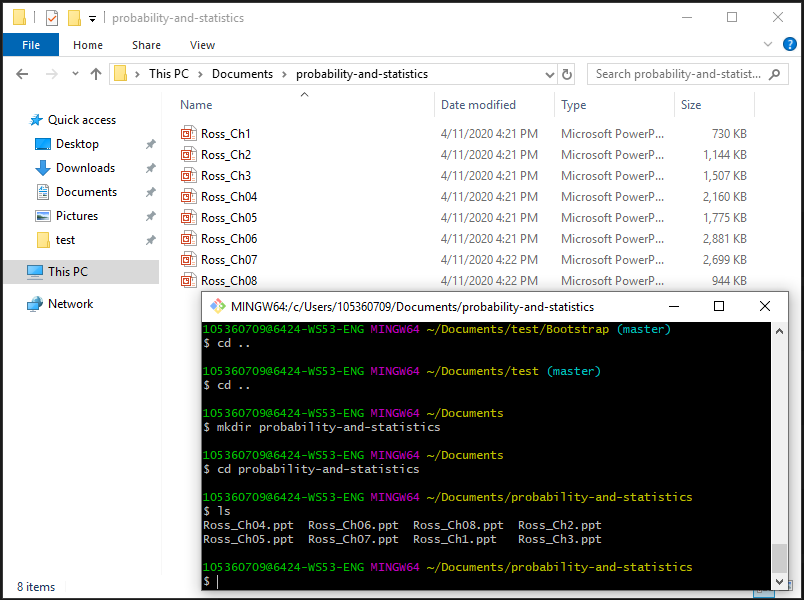 probability-and-statistics
File Home Share View
This PC Documents probability-and-statistics Search probability-and-statist...
Name Date modified Type Size
Quick access
Desktop
Downloads
Documents
Pictures
test
This PC
Network
Ross_Ch1 4/11/2020 4:21 PM Microsoft PowerP... 730 KB
Ross_Ch2 4/11/2020 4:21 PM Microsoft PowerP... 1,144 KB
Ross_Ch3 4/11/2020 4:21 PM Microsoft PowerP... 1,507 KB
Ross_Ch04 4/11/2020 4:21 PM Microsoft PowerP... 2,160 KB
Ross_Ch05 4/11/2020 4:21 PM Microsoft PowerP... 1,775 KB
Ross_Ch06 4/11/2020 4:21 PM Microsoft PowerP... 2,881 KB
Ross_Ch07 4/11/2020 4:22 PM Microsoft PowerP... 2,699 KB
Ross_Ch08 4/11/2020 4:22 PM Microsoft PowerP... 944 KB
MINGW64:/c/Users/105360709/Documents/probability-and-statistics
105360709@6424-WS53-ENG MINGW64 ~/Documents/test/Bootstrap (master)
$ cd ..
105360709@6424-WS53-ENG MINGW64 ~/Documents/test (master)
$ cd ..
105360709@6424-WS53-ENG MINGW64 ~/Documents
$ mkdir probability-and-statistics
105360709@6424-WS53-ENG MINGW64 ~/Documents
$ cd probability-and-statistics
105360709@6424-WS53-ENG MINGW64 ~/Documents/probability-and-statistics
$ ls
Ross_Ch04.ppt Ross_Ch06.ppt Ross_Ch08.ppt Ross_Ch2.ppt
Ross_Ch05.ppt Ross_Ch07.ppt Ross_Ch1.ppt Ross_Ch3.ppt
105360709@6424-WS53-ENG MINGW64 ~/Documents/probability-and-statistics
$
8 items